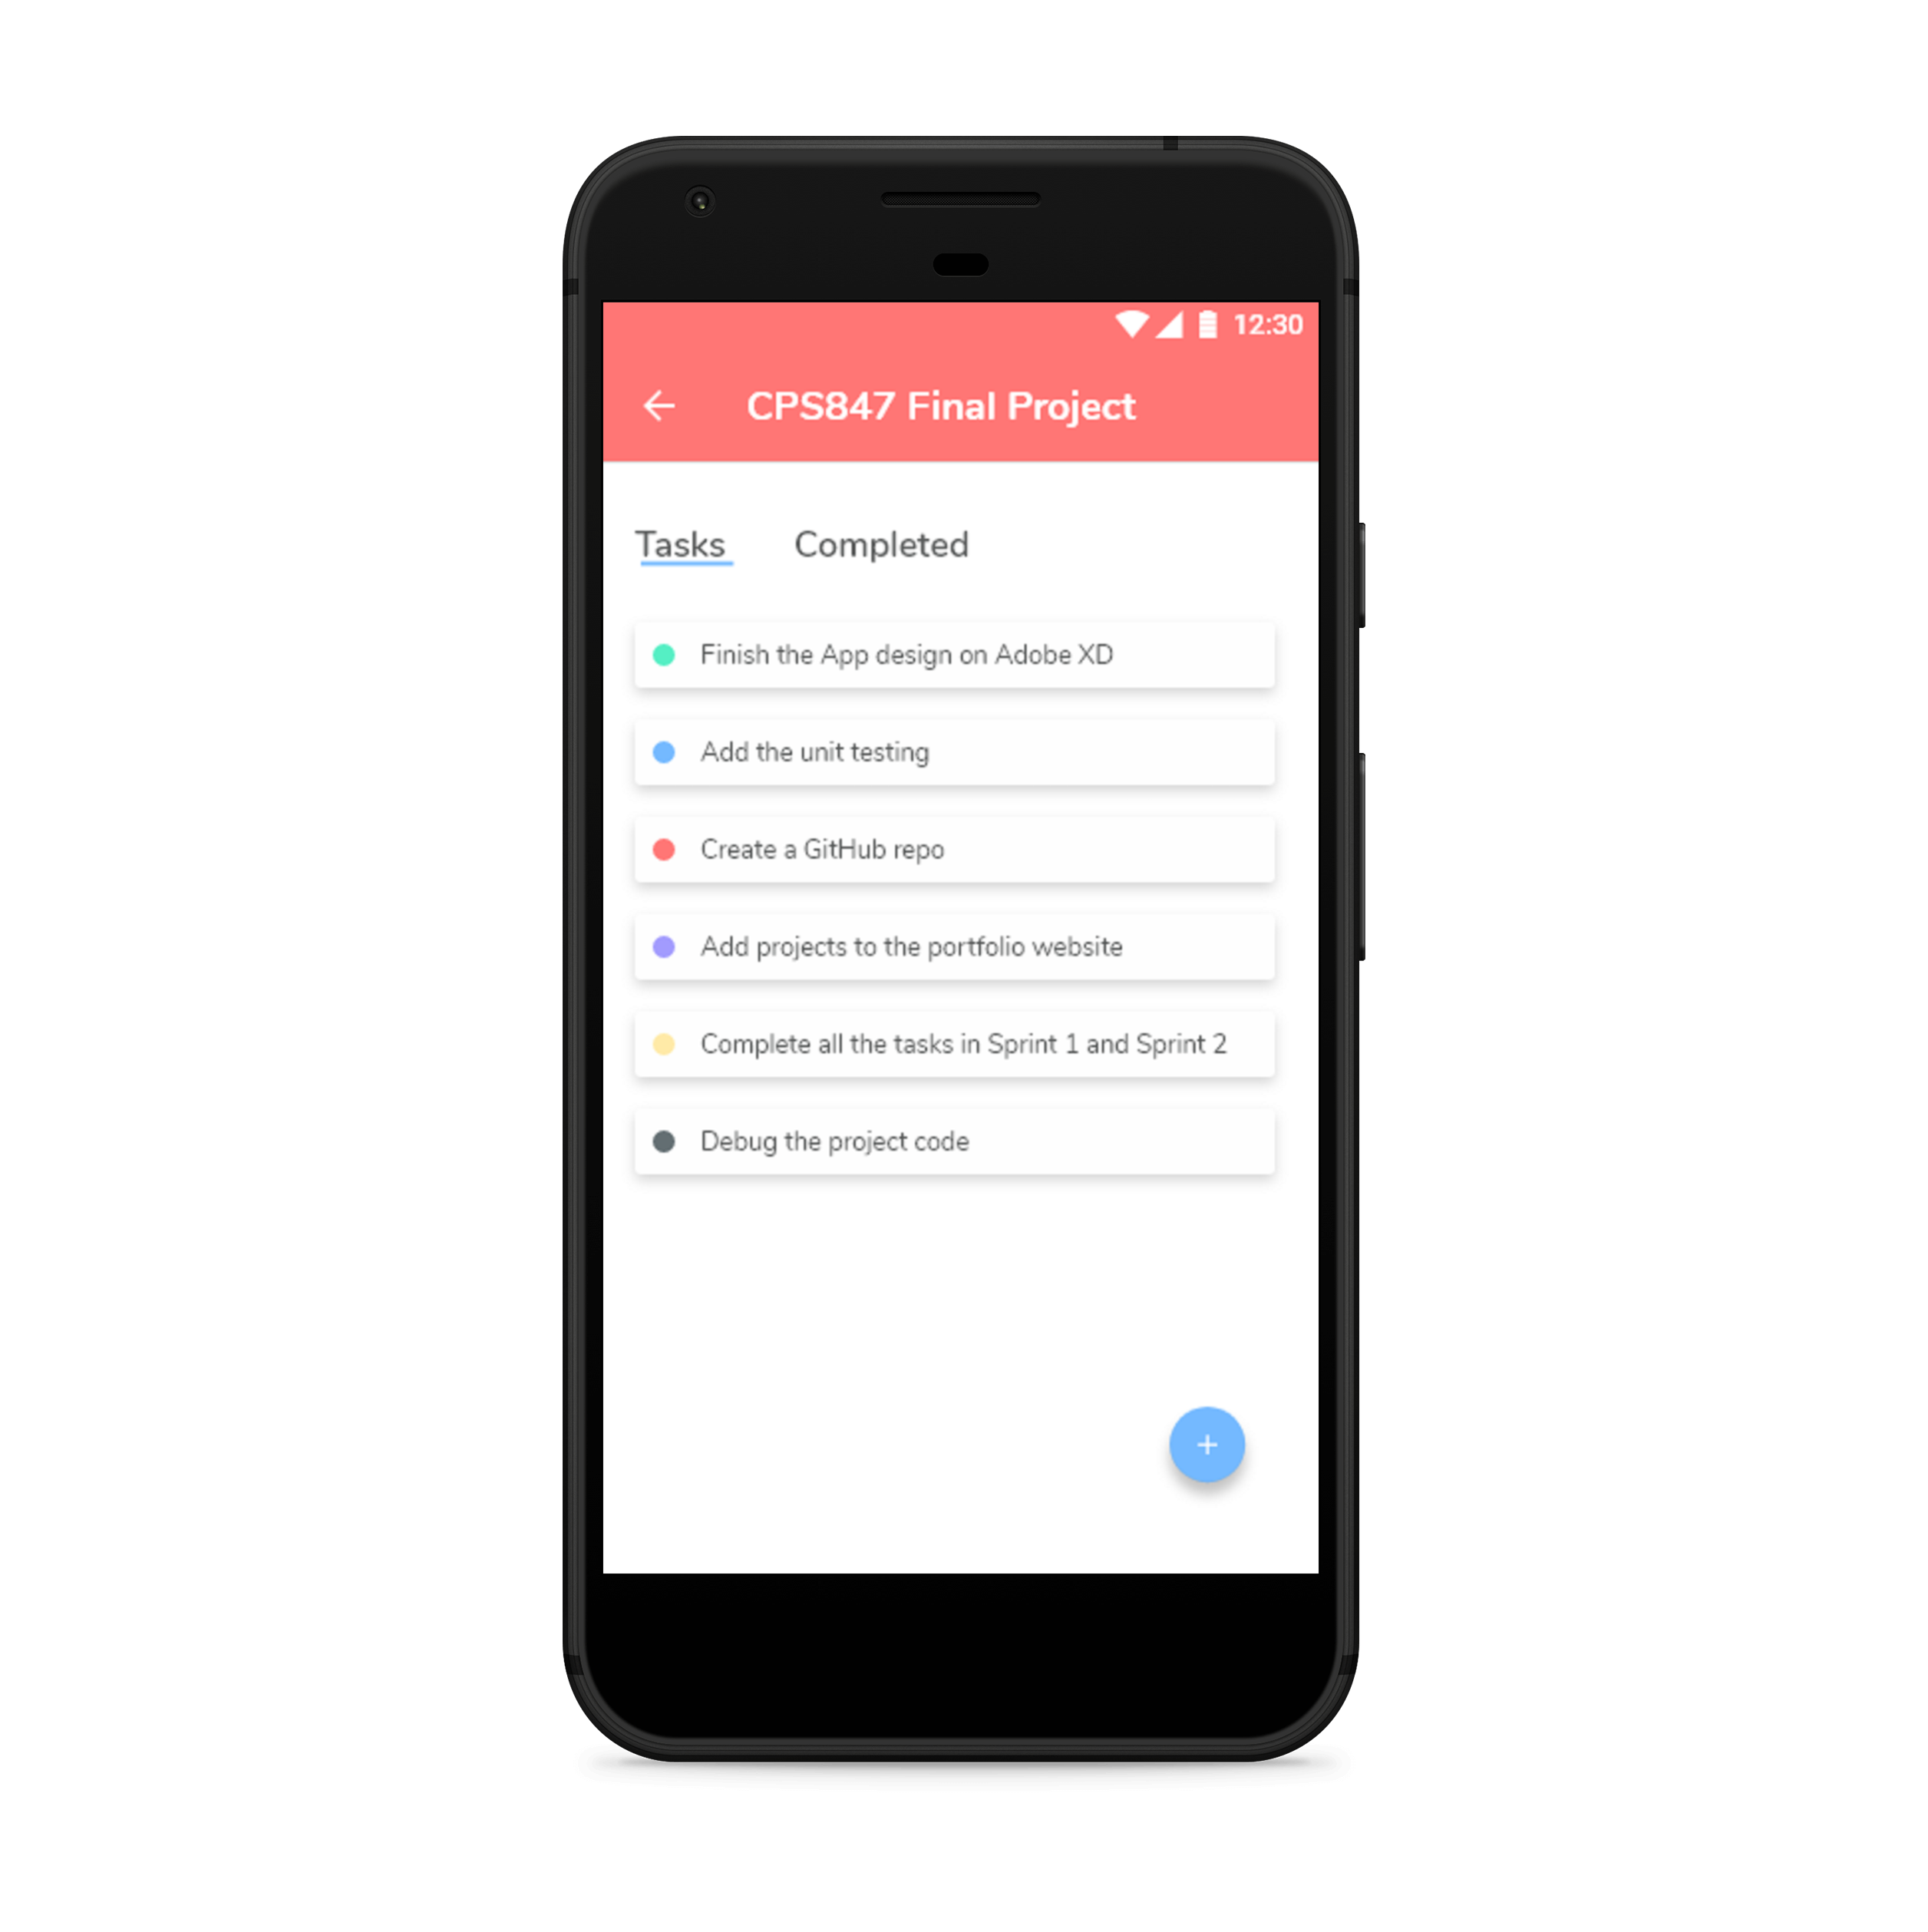 12:30
CPS847 Final Project
Tasks Completed
Finish the App design on Adobe XD
Add the unit testing
Create a GitHub repo
Add projects to the portfolio website
Complete all the tasks in Sprint 1 and Sprint 2
Debug the project code
+